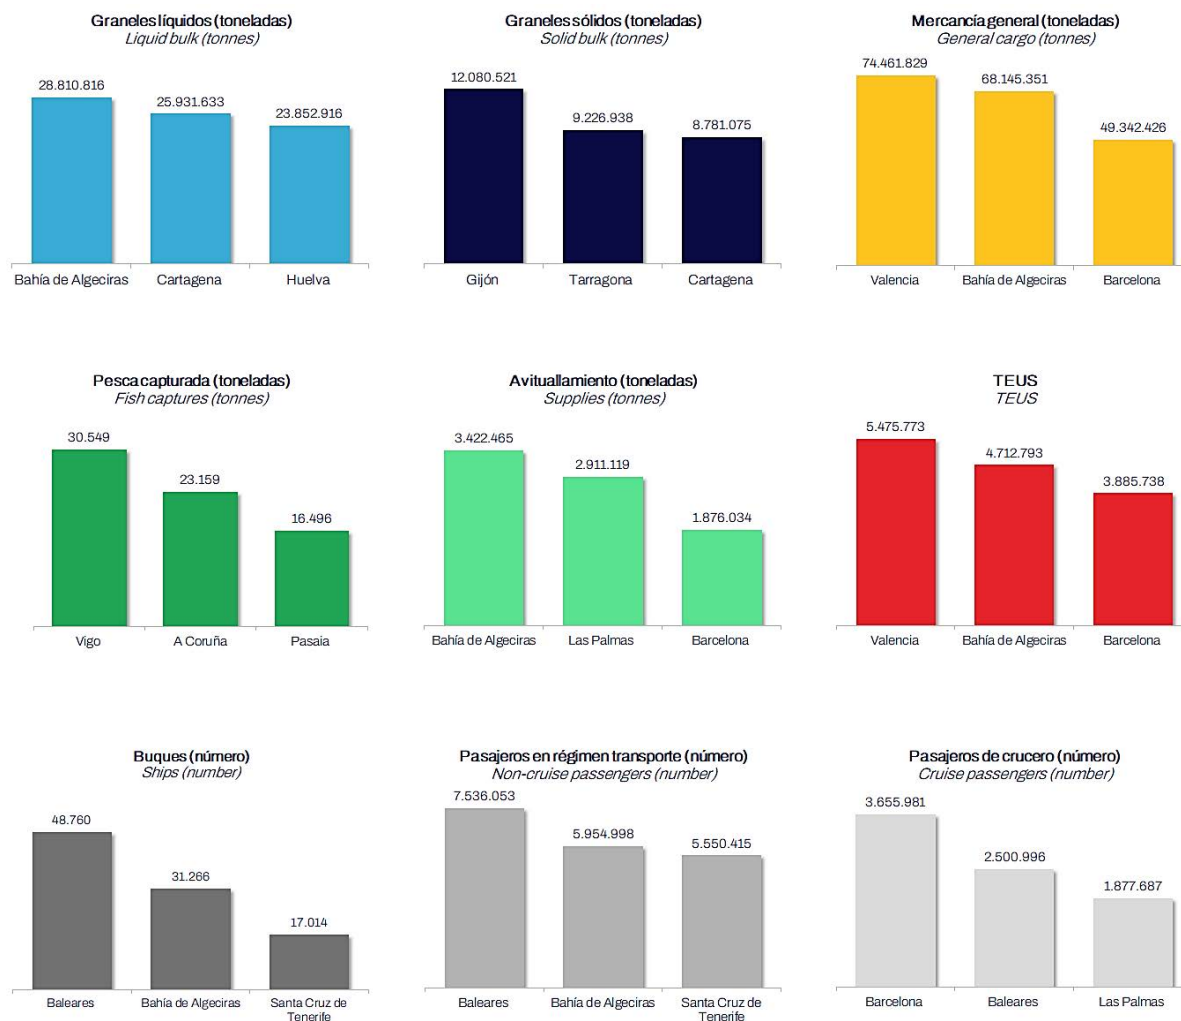 Graneles líquidos (toneladas)
Liquid bulk (tonnes)
28.810.816
25.931.633
23.852.916
Bahía de Algeciras
Cartagena
Huelva
Graneles sólidos (toneladas)
Solid bulk (tonnes)
12.080.521
9.226.938
8.781.075
Gijón
Tarragona
Cartagena
Mercancía general (toneladas)
General cargo (tonnes)
74.461.829
68.145.351
49.342.426
Valencia
Bahía de Algeciras
Barcelona
Pesca capturada (toneladas)
Fish captures (tonnes)
30.549
23.159
16.496
Vigo
A Coruña
Pasaia
Avituallamiento (toneladas)
Supplies (tonnes)
3.422.465
2.911.119
1.876.034
Bahía de Algeciras
Las Palmas
Barcelona
TEUS
TEUS
5.475.773
4.712.793
3.885.738
Valencia
Bahía de Algeciras
Barcelona
Buques (número)
Ships (number)
48.760
31.266
17.014
Baleares
Bahía de Algeciras
Santa Cruz de
Tenerife
Pasajeros en régimen transporte (número)
Non-cruise passengers (number)
7.536.053
5.954.998
5.550.415
Baleares
Bahía de Algeciras
Santa Cruz de
Tenerife
Pasajeros de crucero (número)
Cruise passengers (number)
3.655.981
2.500.996
1.877.687
Barcelona
Baleares
Las Palmas